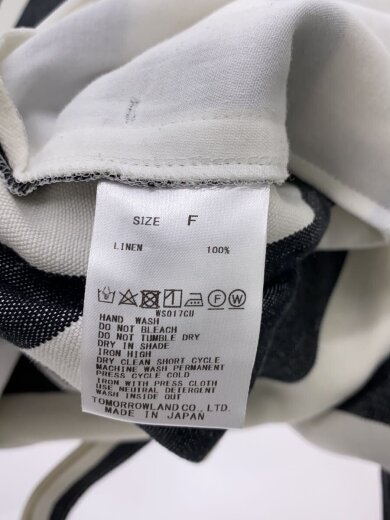 SIZE F
LINEN 100%
F W
WS017CU
HAND WASH
DO NOT BLEACH
DO NOT TUMBLE DRY
DRY IN SHADE
IRON HIGH
DRY CLEAN SHORT CYCLE
MACHINE WASH PERMANENT
PRESS CYCLE COLD
IRON WITH PRESS CLOTH
USE NEUTRAL DETERGENT
WASH INSIDE OUT
TOMORROWLAND CO., LTD.
MADE IN JAPAN